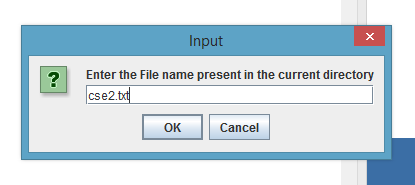 Input
Enter the File name present in the current directory
cse2.txt
OK Cancel